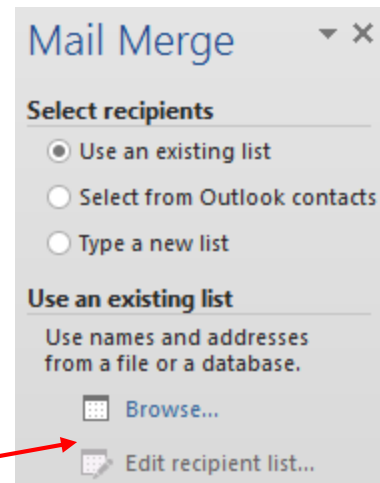 Mail Merge
Select recipients
Use an existing list
Select from Outlook contacts
Type a new list
Use an existing list
Use names and addresses
from a file or a database.
Browse...
Edit recipient list...